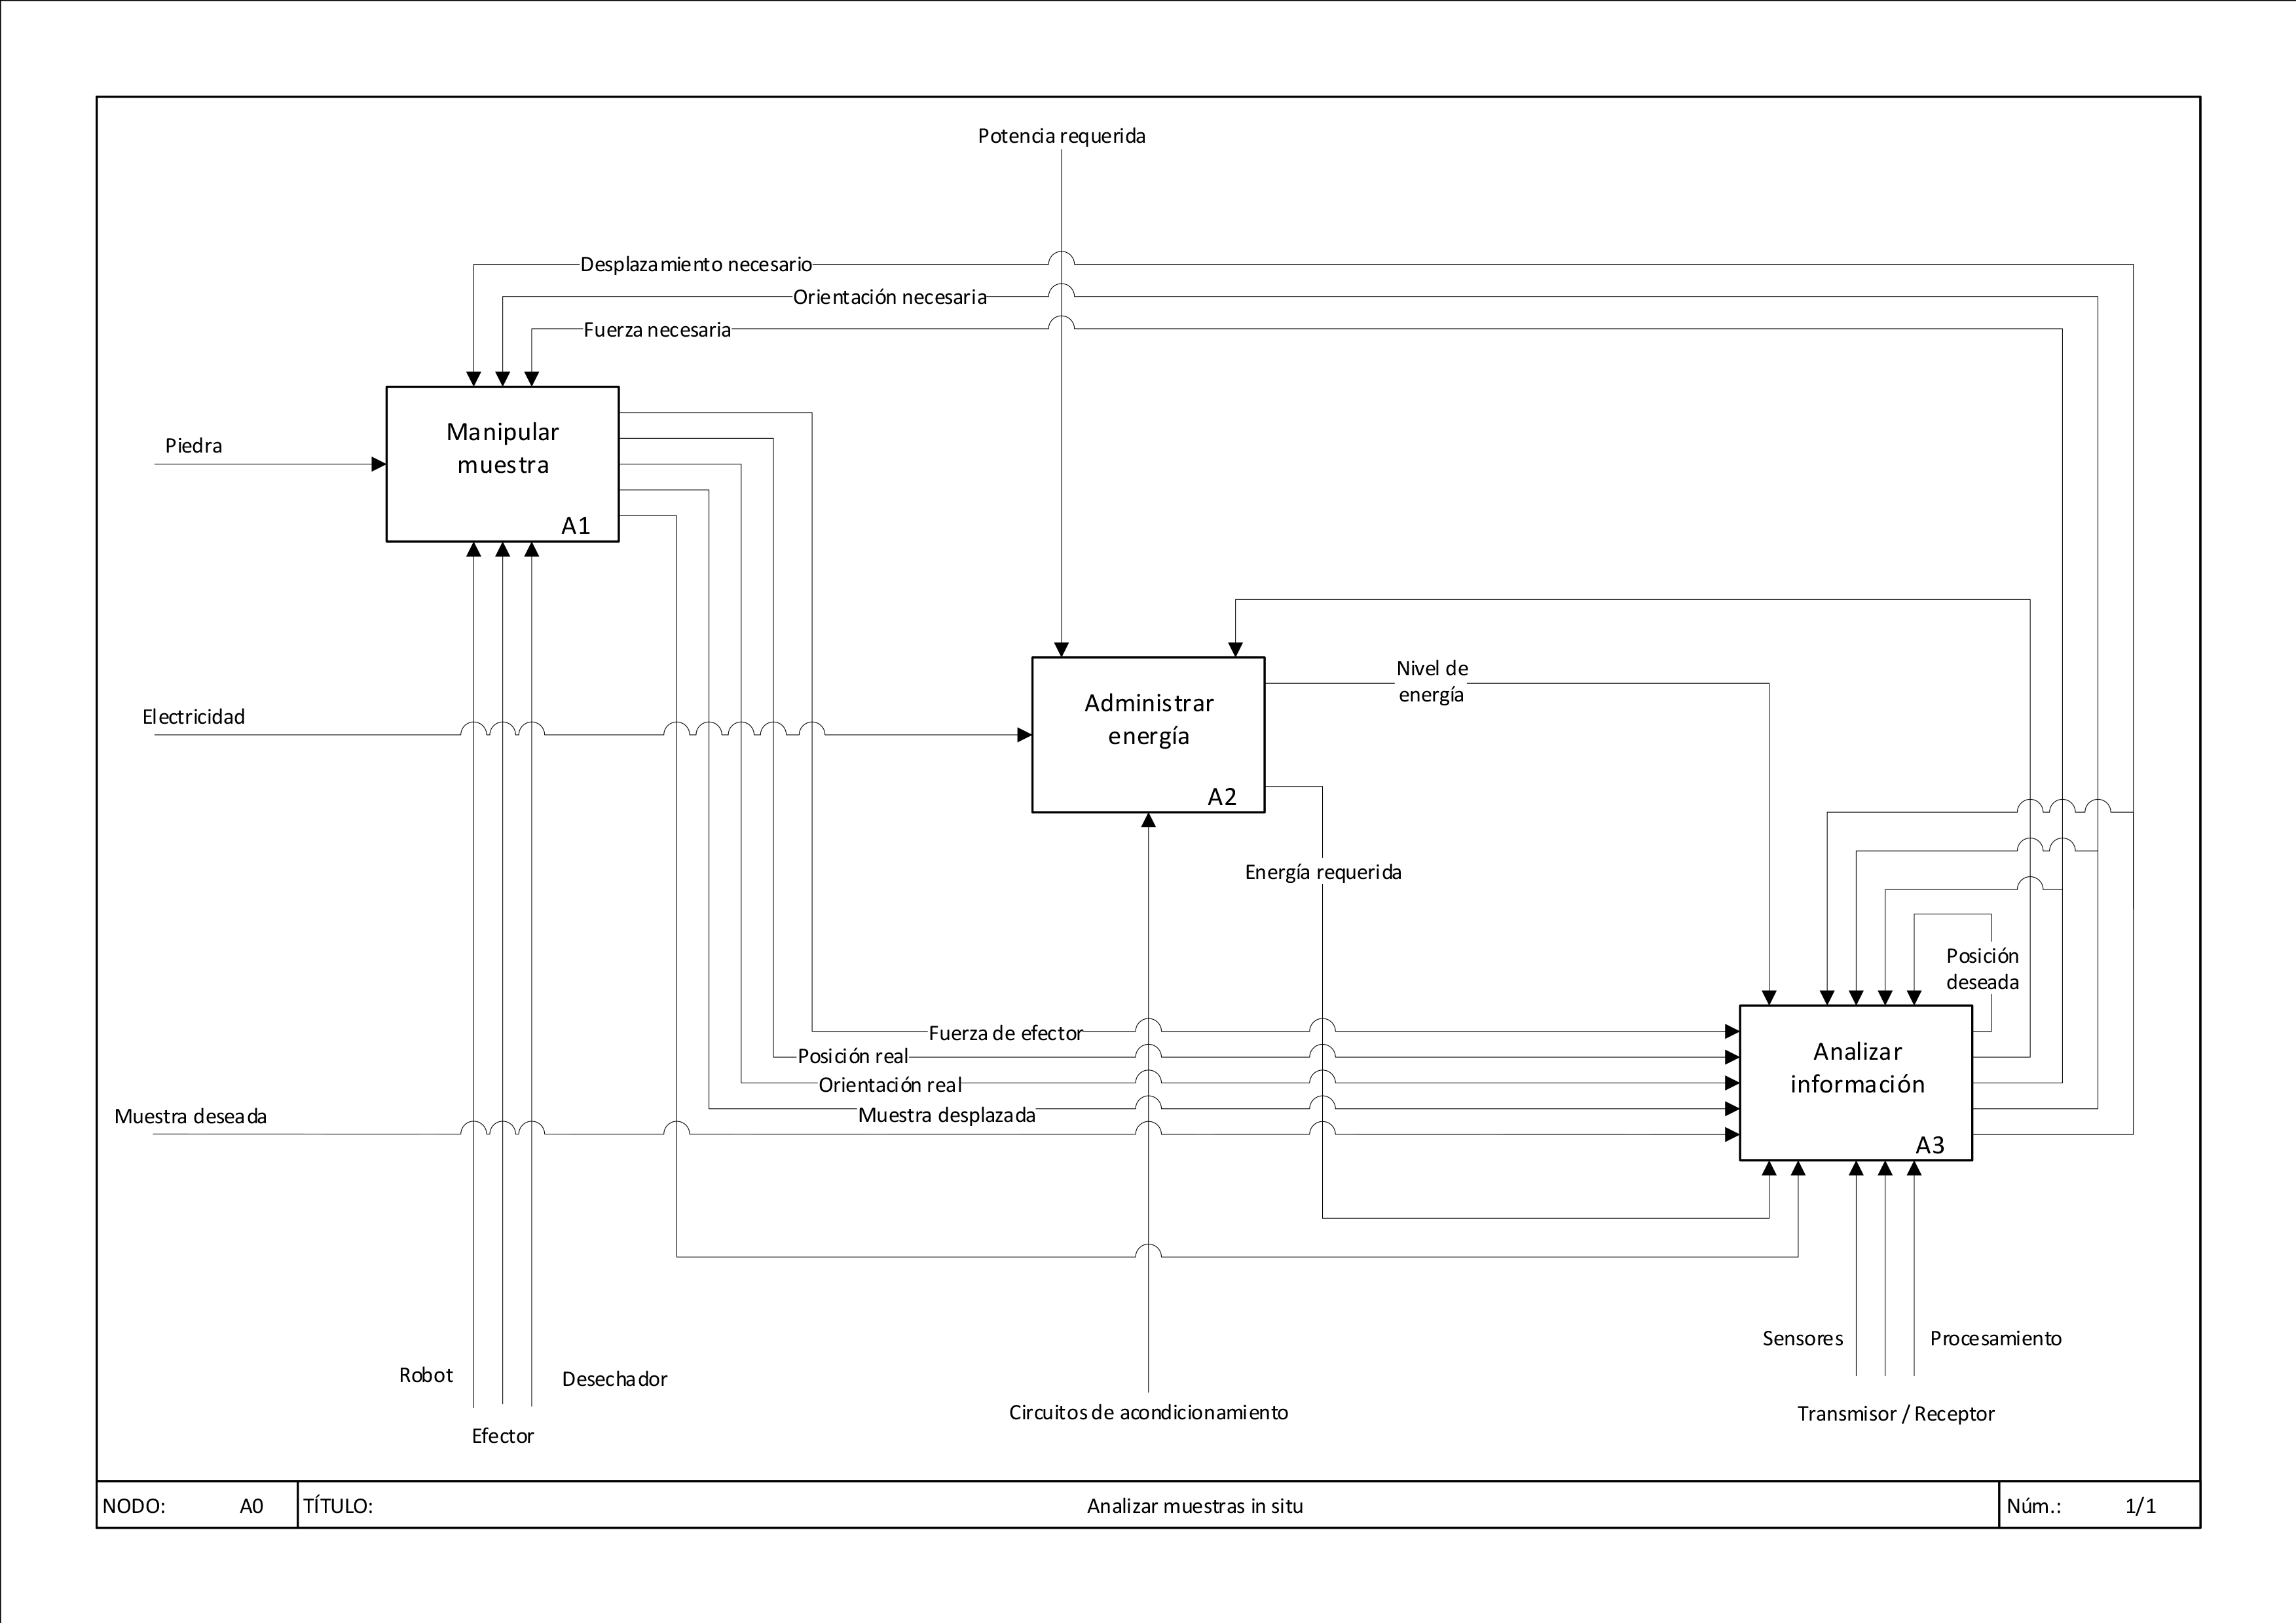 Potencia requerida
Desplazamiento necesario
Orientación necesaria
Fuerza necesaria
Manipular
muestra
A1
Piedra
Electricidad
Administrar
energía
A2
Nivel de
energía
Energía requerida
Posición
deseada
Fuerza de efector
Posición real
Orientación real
Muestra desplazada
Muestra deseada
Analizar
información
A3
Sensores
Procesamiento
Transmisor / Receptor
Robot
Desechador
Efector
Circuitos de acondicionamiento
NODO: A0 TÍTULO: Analizar muestras in situ Núm.: 1/1